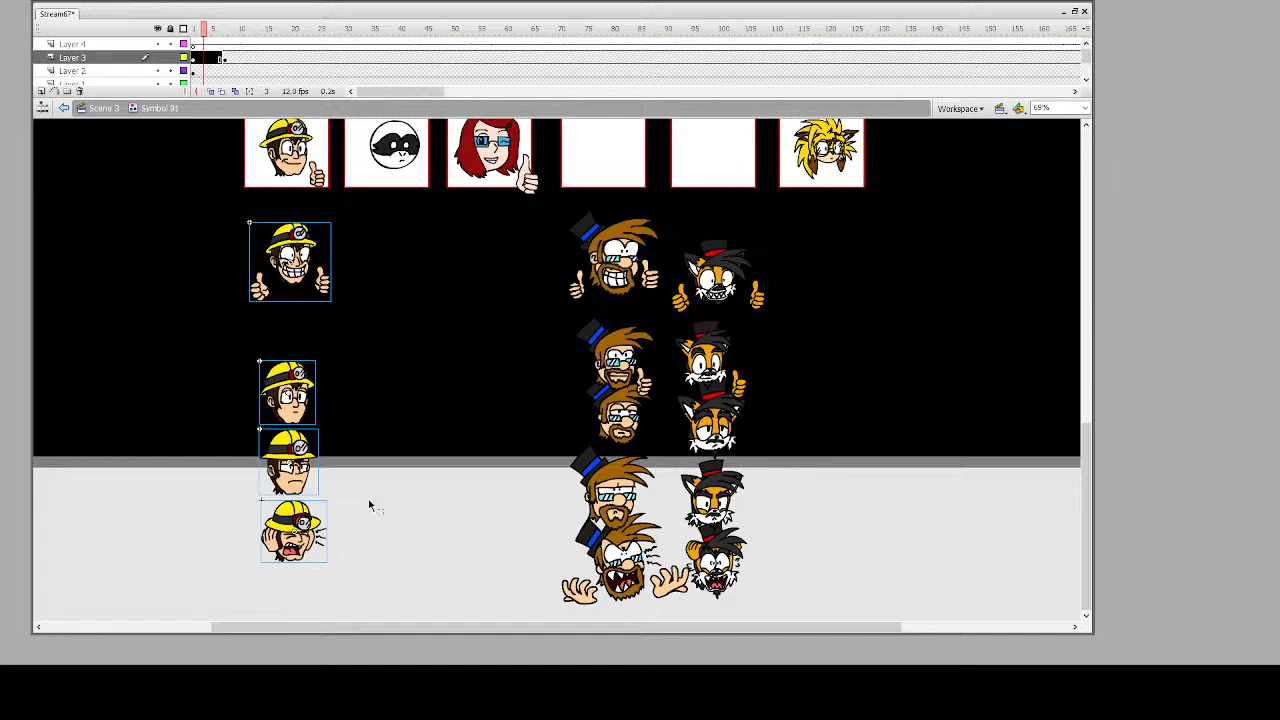 Stream67*
1 5 10 15 20 25 30 35 40 45 50 55 60 65 70 75 80 85 90 95 100 105 110 115 120 125 130 135 140 145 150 155 160 165
Layer 4
Layer 3
Layer 2
3 12.0 fps 0.2s
Scene 3 Symbol 91 Workspace 69%